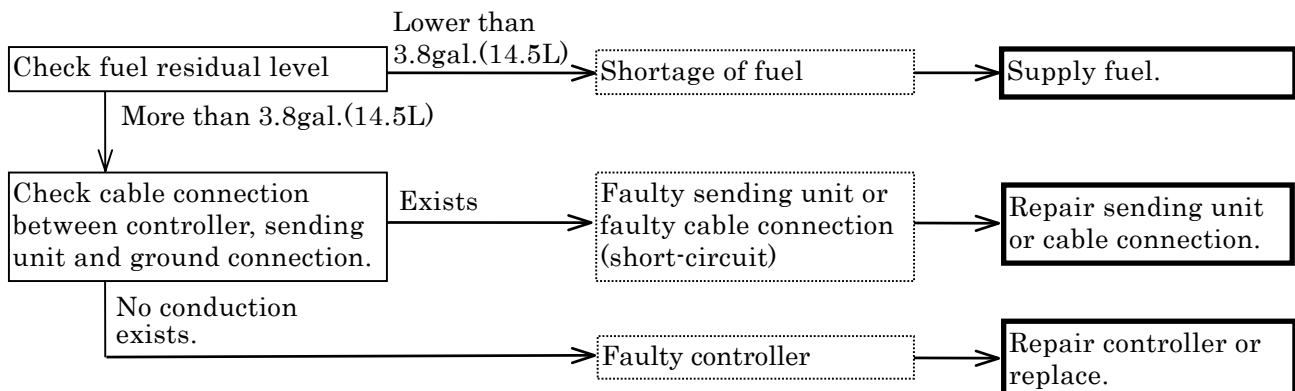 Lower than
3.8gal.(14.5L)
Check fuel residual level
Shortage of fuel
Supply fuel.
More than 3.8gal.(14.5L)
Check cable connection
between controller, sending
unit and ground connection.
Exists
Faulty sending unit or
faulty cable connection
(short-circuit)
Repair sending unit
or cable connection.
No conduction
exists.
Faulty controller
Repair controller or
replace.